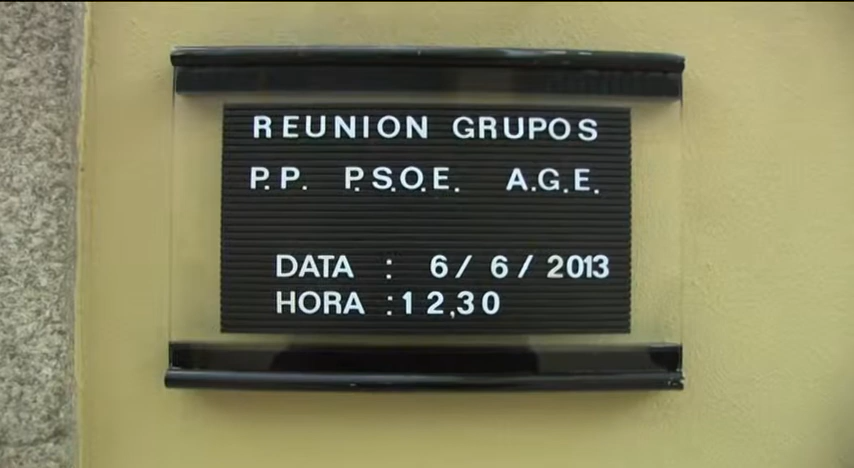 REUNION GRUPOS
P.P. P.S.O.E. A.G.E.
DATA : 6/ 6/ 2013
HORA :12,30